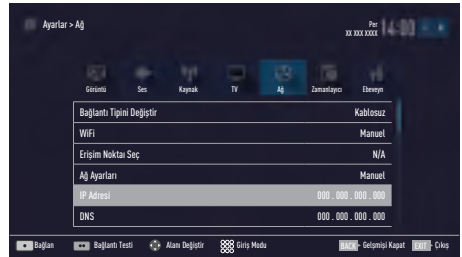 Ayarlar > Ağ
Per
XX XXX XXXX
14:00
Görüntü Ses Kaynak TV Ağ Zamanlayıcı Ebeveyn
Bağlantı Tipini Değiştir Kablosuz
WiFi Manuel
Erişim Noktaı Seç N/A
Ağ Ayarları Manuel
IP Adresi 000 . 000 . 000 . 000
DNS 000 . 000 . 000 . 000
Bağlan Bağlantı Testi Alanı Değiştir Giriş Modu BACK - Gelşmişi Kapat EXIT - Çıkış